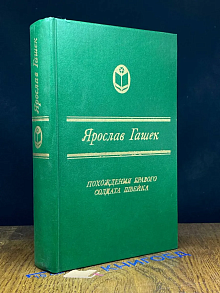 Ярослав Гашек
ПОХОЖДЕНИЯ БРАВОГО
СОЛДАТА ШВЕЙКА
Ярослав Гашек